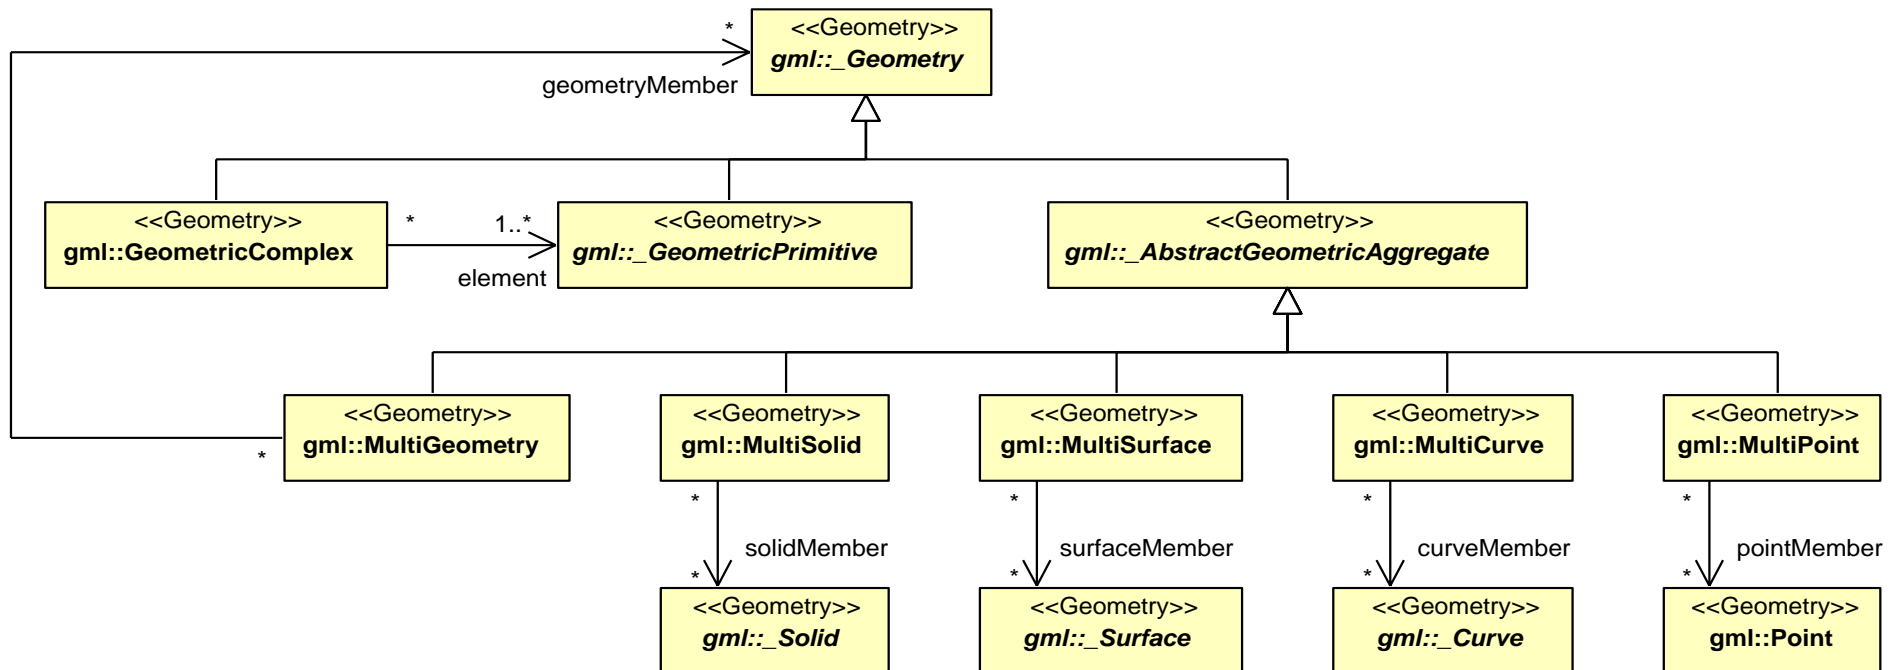 *
<<Geometry>>
gml::_Geometry
geometryMember
<<Geometry>>
gml::GeometricComplex
*
1..*
element
<<Geometry>>
gml::_GeometricPrimitive
<<Geometry>>
gml::_AbstractGeometricAggregate
*
<<Geometry>>
gml::MultiGeometry
<<Geometry>>
gml::MultiSolid
<<Geometry>>
gml::MultiSurface
<<Geometry>>
gml::MultiCurve
<<Geometry>>
gml::MultiPoint
*
solidMember
*
*
surfaceMember
*
*
curveMember
*
*
pointMember
*
<<Geometry>>
gml::_Solid
<<Geometry>>
gml::_Surface
<<Geometry>>
gml::_Curve
<<Geometry>>
gml::Point